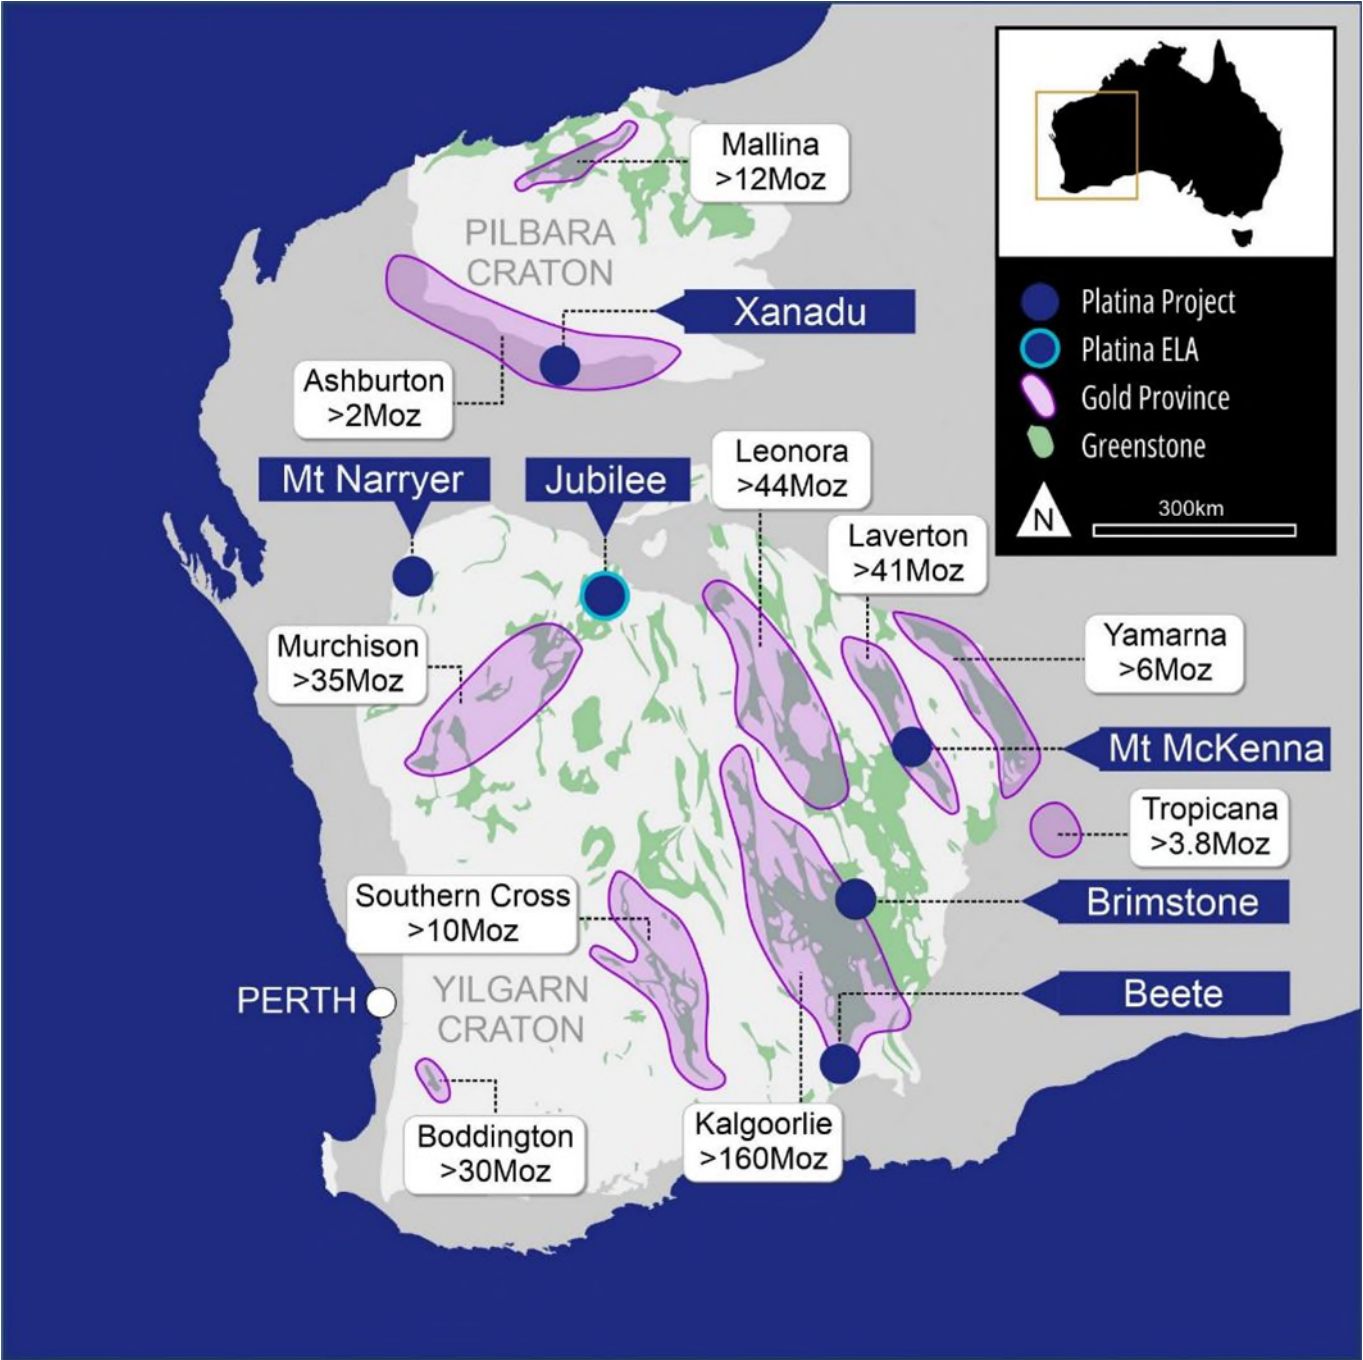 Mallina
>12Moz
PILBARA
CRATON
Xanadu
Ashburton
>2Moz
Mt Narryer
Jubilee
Leonora
>44Moz
Laverton
>41Moz
Murchison
>35Moz
Yamarna
>6Moz
Mt McKenna
Tropicana
>3.8Moz
Southern Cross
>10Moz
Brimstone
PERTH
YILGARN
CRATON
Beete
Boddington
>30Moz
Kalgoorlie
>160Moz
Platina Project
Platina ELA
Gold Province
Greenstone
N
300km